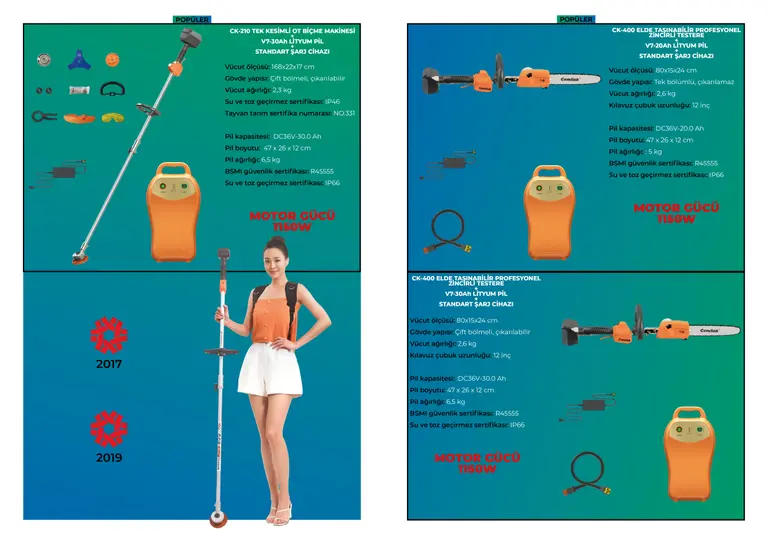 POPÜLER
CK-210 TEK KESİMLİ OT BİÇME MAKİNESİ
+
V7-30Ah LİTYUM PİL
+
STANDART ŞARJ CİHAZI
Vücut ölçüsü: 168x22x17 cm
Gövde yapısı: Çift bölmeli, çıkarılabilir
Vücut ağırlığı: 2,3 kg
Su ve toz geçirmez sertifikası: IP46
Tayvan tarım sertifika numarası: NO.331
Pil kapasitesi: :DC36V-30.0 Ah
Pil boyutu: :47 x 26 x 12 cm
Pil ağırlığı: 6,5 kg
BSMI güvenlik sertifikası: R45555
Su ve toz geçirmez sertifikası: IP66
MOTOR GÜCÜ
1150W
2017
2019
POPÜLER
CK-400 ELDE TAŞINABİLİR PROFESYONEL
ZİNCİRLİ TESTERE
+
V7-20Ah LİTYUM PİL
+
STANDART ŞARJ CİHAZI
Vücut ölçüsü: 80x15x24 cm
Gövde yapısı: Tek bölümlü, çıkarılamaz
Vücut ağırlığı: 2,6 kg
Kılavuz çubuk uzunluğu: 12 inç
Pil kapasitesi: :DC36V-20.0 Ah
Pil boyutu: :47 x 26 x 12 cm
Pil ağırlığı: : 5 kg
BSMI güvenlik sertifikası: R45555
Su ve toz geçirmez sertifikası: IP66
Comlink
MOTOR GÜCÜ
1150W
CK-400 ELDE TAŞINABİLİR PROFESYONEL
ZİNCİRLİ TESTERE
+
V7-30Ah LİTYUM PİL
+
STANDART ŞARJ CİHAZI
Vücut ölçüsü: 80x15x24 cm
Gövde yapısı: Çift bölmeli, çıkarılabilir
Vücut ağırlığı: 2,6 kg
Kılavuz çubuk uzunluğu: 12 inç
Pil kapasitesi: :DC36V-30.0 Ah
Pil boyutu: 47 x 26 x 12 cm
Pil ağırlığı: 6,5 kg
BSMI güvenlik sertifikası: R45555
Su ve toz geçirmez sertifikası: IP66
Comlink
MOTOR GÜCÜ
1150W